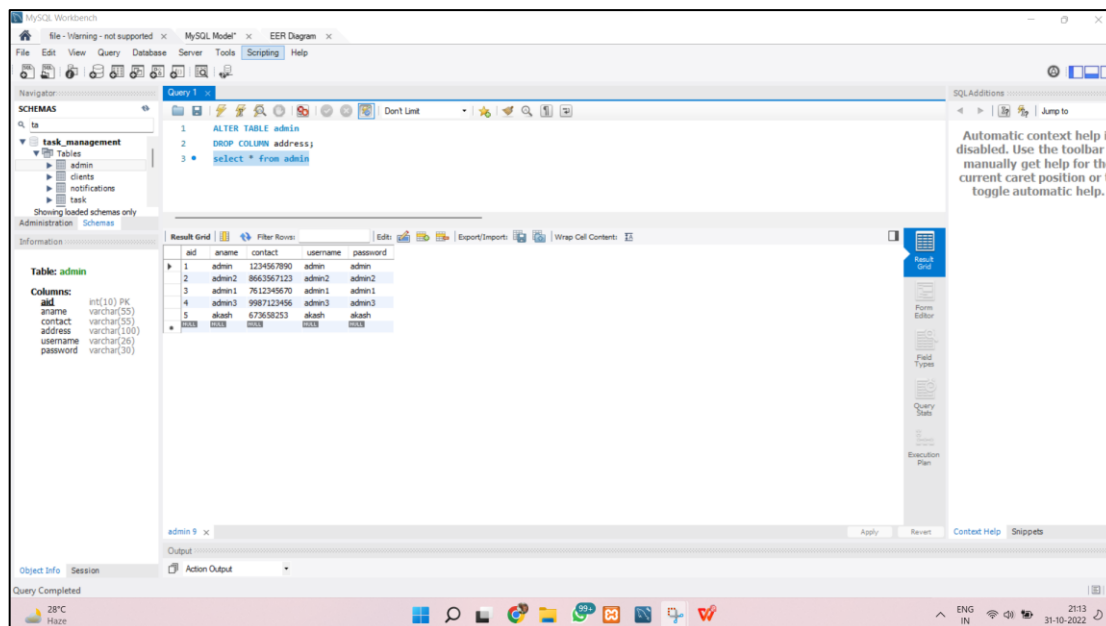 MySQL Workbench
file - Warning - not supported × MySQL Model* × EER Diagram ×
File Edit View Query Database Server Tools Scripting Help
Navigator
SCHEMAS
ta
task_management
Tables
admin
clients
notifications
task
Showing loaded schemas only
Administration Schemas
Information
Table: admin
Columns:
aid int(10) PK
aname varchar(55)
contact varchar(55)
address varchar(100)
username varchar(26)
password varchar(30)
Object Info Session
Query 1 ×
Don't Limit
1 ALTER TABLE admin
2 DROP COLUMN address;
3 select * from admin
Result Grid Filter Rows: Edit: Export/Import: Wrap Cell Content:
aid aname contact username password
1 admin 1234567890 admin admin
2 admin2 8663567123 admin2 admin2
3 admin1 7612345670 admin1 admin1
4 admin3 9987123456 admin3 admin3
5 akash 673658253 akash akash
NULL NULL NULL NULL NULL
Result Grid
Form Editor
Field Types
Query Stats
Execution Plan
admin 9 × Apply Revert
Output
Action Output
SQLAdditions
Jump to
Automatic context help i
disabled. Use the toolbar
manually get help for the
current caret position or t
toggle automatic help.
Context Help Snippets
Query Completed
28°C
Haze
99+
ENG
IN
21:13
31-10-2022